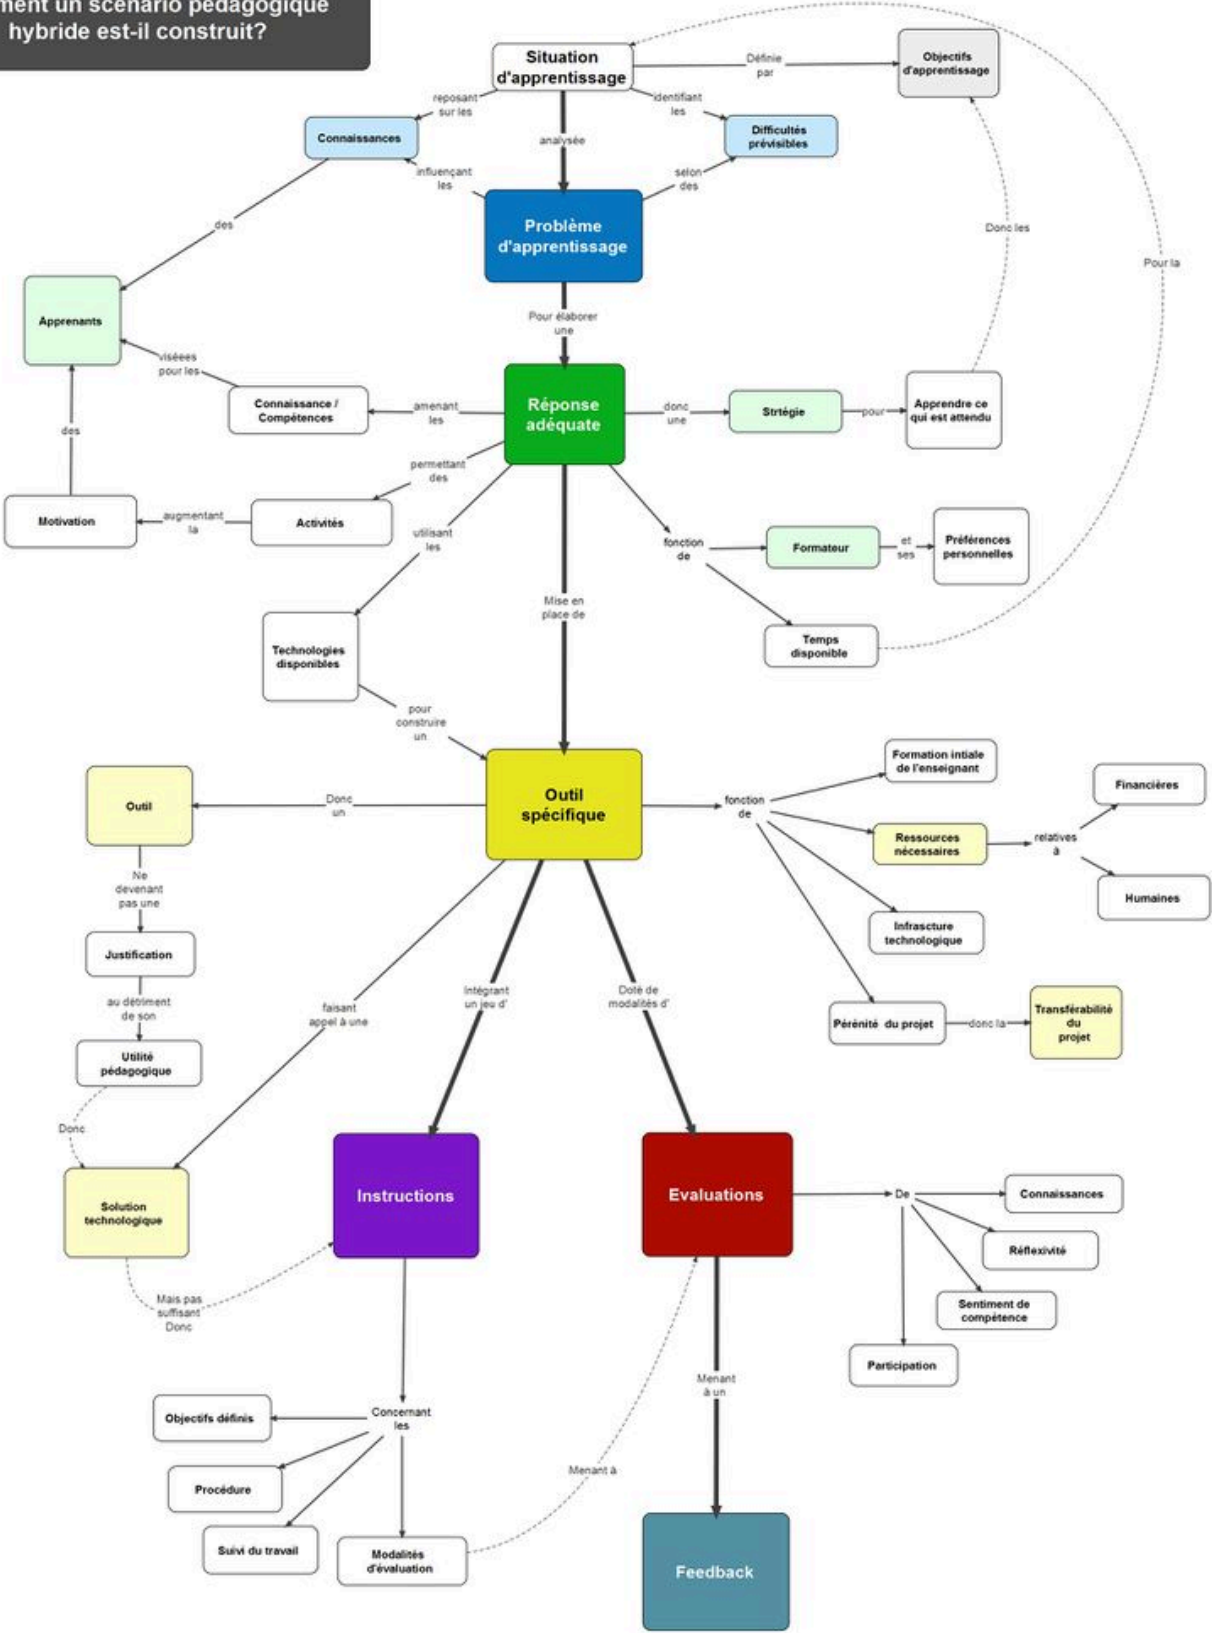 ment un scénario pédagogique
hybride est-il construit?
Situation
d'apprentissage
Définie
par
Objectifs
d'apprentissage
reposant
sur les
identifiant
les
Connaissances
analysée
Difficultés
prévisibles
influençant
les
selon
des
des
Problème
d'apprentissage
Donc les
Pour la
Apprenants
Pour élaborer
une
viséees
pour les
Connaissance /
Compétences
amenant
les
Réponse
adéquate
donc
une
Strtégie
pour
Apprendre ce
qui est attendu
des
permettant
des
Motivation
augmentant
la
Activités
utilisant
les
fonction
de
Formateur
et
ses
Préférences
personnelles
Mise en
place de
Technologies
disponibles
Temps
disponible
pour
construire
un
Formation intiale
de l'enseignant
Outil
Donc
un
Outil
spécifique
fonction
de
Financières
Ressources
nécessaires
relatives
à
Ne
devenant
pas une
Humaines
Infrascture
technologique
Justification
au détriment
de son
faisant
appel à une
Intégrant
un jeu d'
Doté de
modalités d'
Pérénité du projet
donc la
Transférabilité
du
projet
Utilité
pédagogique
Donc
Solution
technologique
Instructions
Evaluations
De
Connaissances
Réflexivité
Sentiment de
compétence
Participation
Mais pas
suffisant
Donc
Menant
à un
Objectifs définis
Concernant
les
Procédure
Menant à
Suivi du travail
Modalités
d'évaluation
Feedback